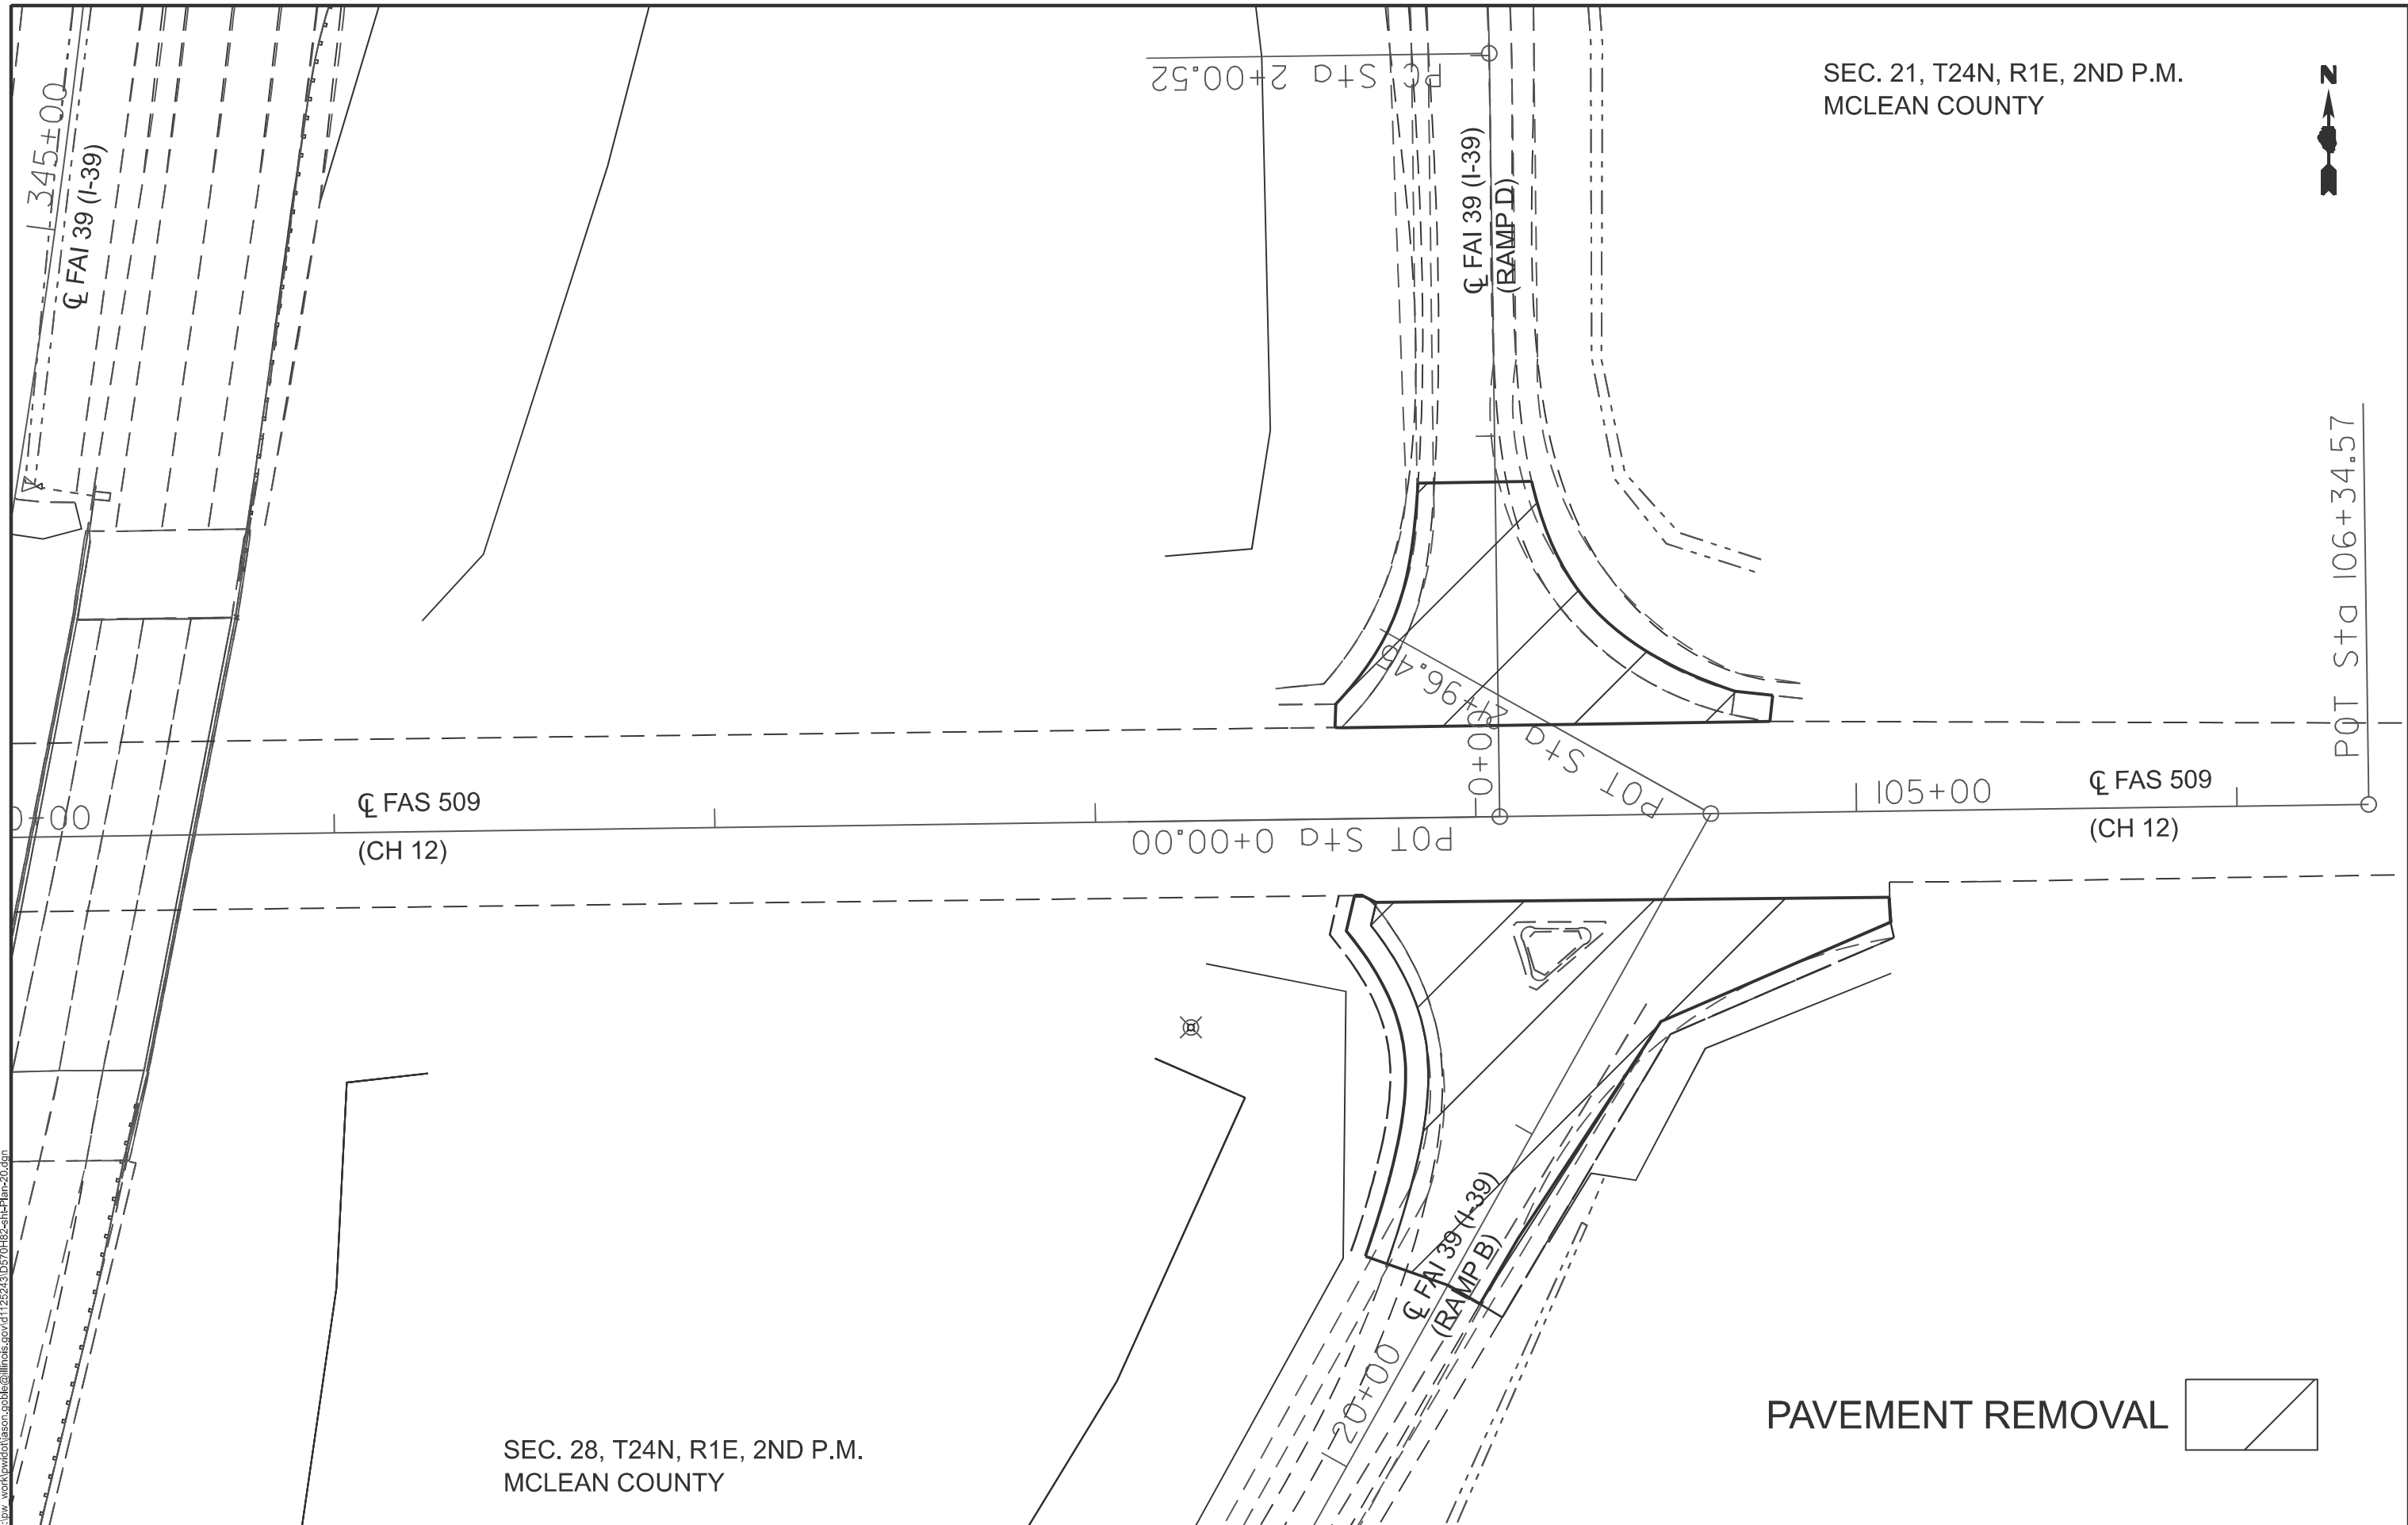 PC Sta 2+00.52
SEC. 21, T24N, R1E, 2ND P.M.
MCLEAN COUNTY
N
345+00
℄ FAI 39 (I-39)
℄ FAI 39 (I-39)
(RAMP D)
POT Sta 106+34.57
POT Sta
0+00
℄ FAS 509
(CH 12)
POT Sta 0+00.00
105+00
℄ FAS 509
(CH 12)
℄ FAI 39 (I-39)
(RAMP B)
20+00
PAVEMENT REMOVAL
SEC. 28, T24N, R1E, 2ND P.M.
MCLEAN COUNTY